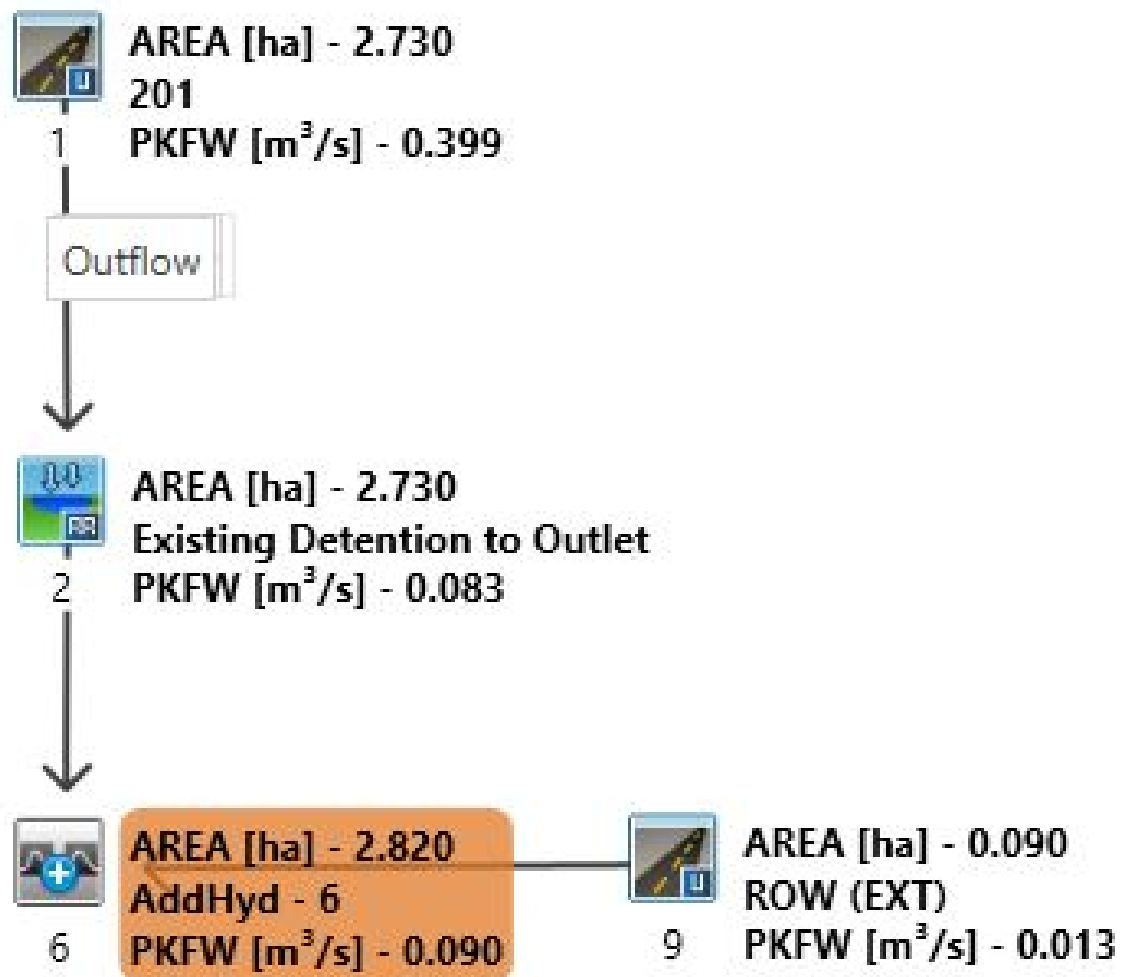 AREA [ha] - 2.730
201
1
PKFW [m³/s] - 0.399
Outflow
AREA [ha] - 2.730
Existing Detention to Outlet
2
PKFW [m³/s] - 0.083
AREA [ha] - 2.820
AddHyd - 6
6
PKFW [m³/s] - 0.090
AREA [ha] - 0.090
ROW (EXT)
9
PKFW [m³/s] - 0.013
U
RR
U